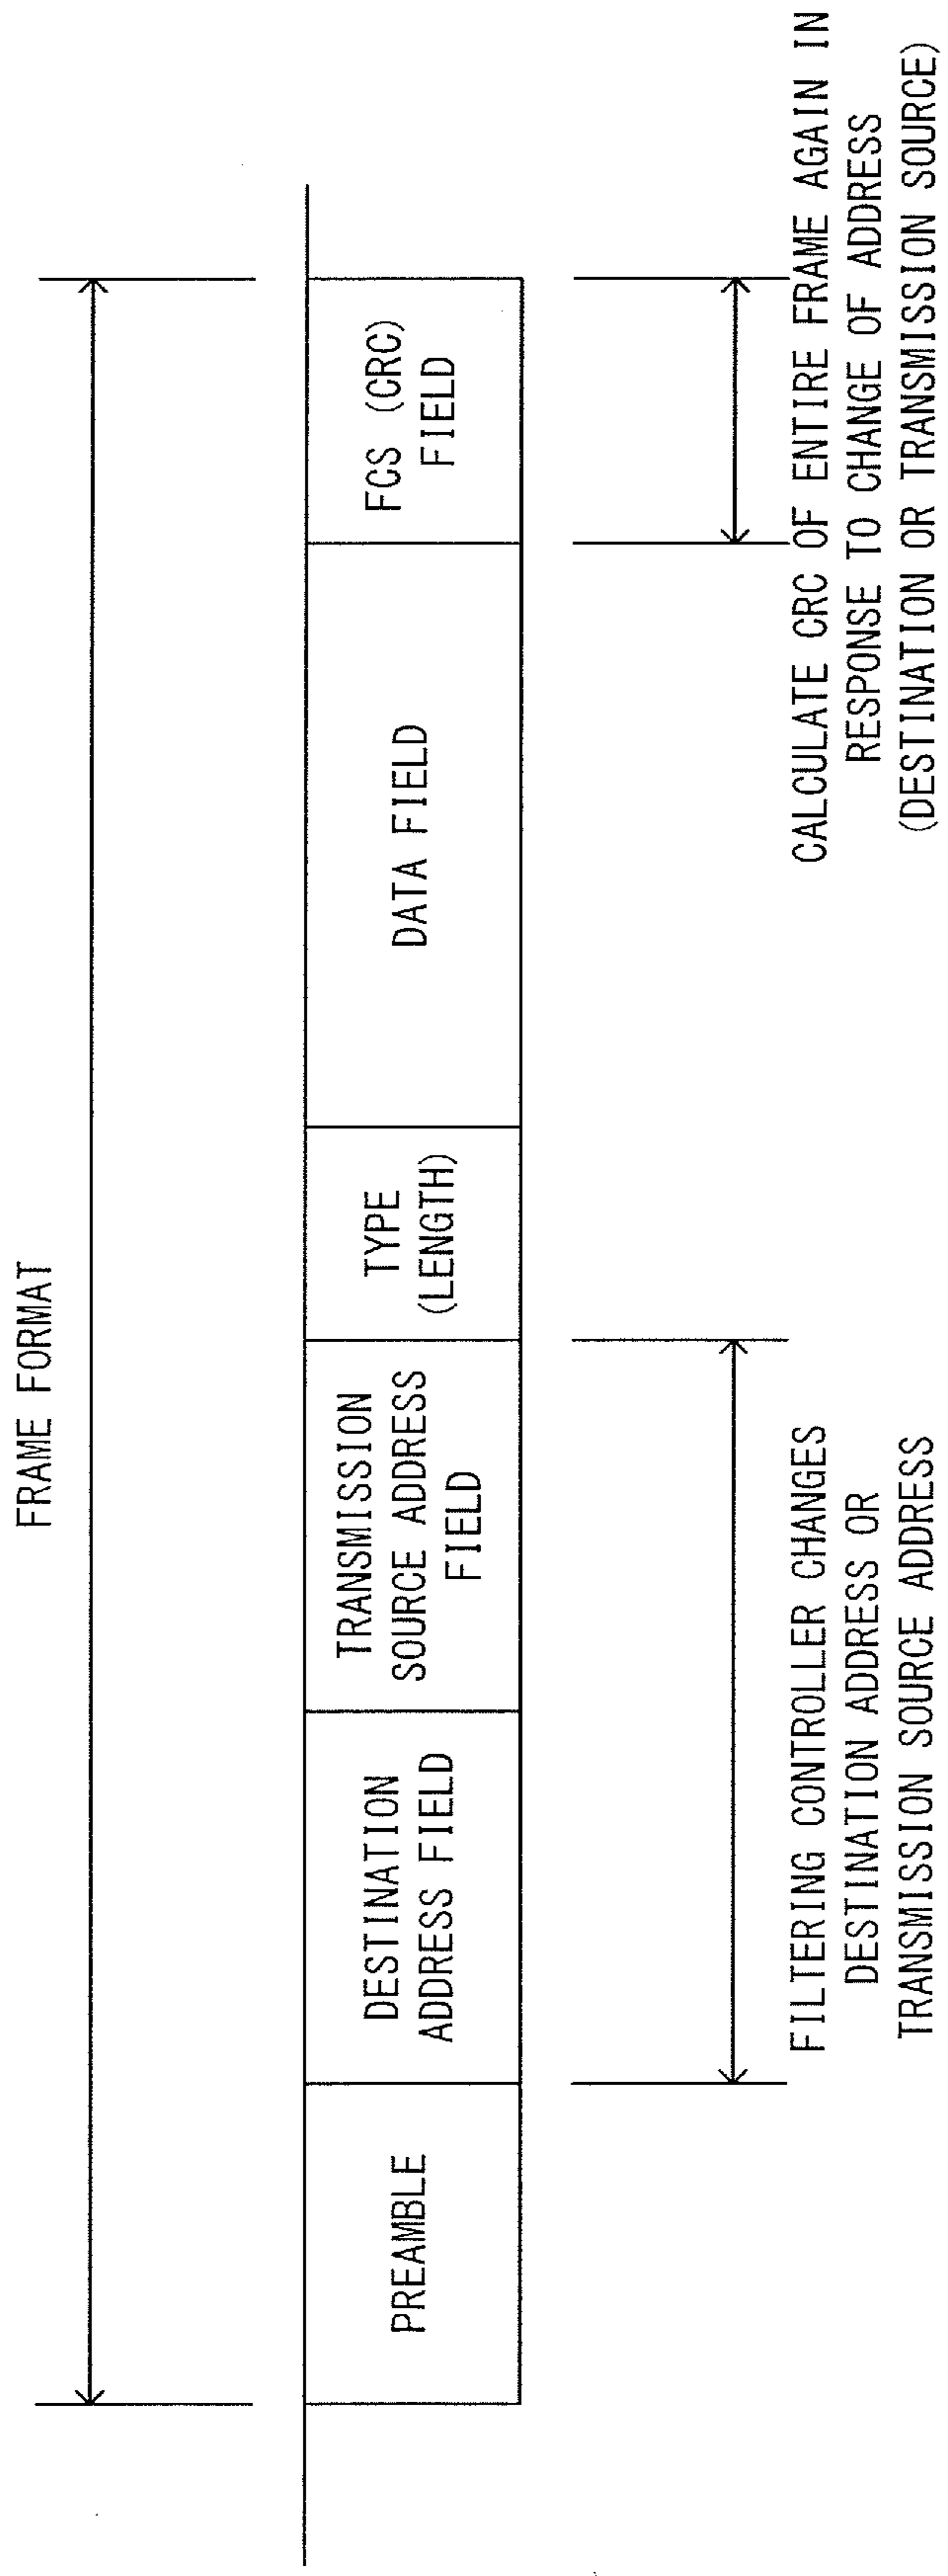 FRAME FORMAT
PREAMBLE
DESTINATION
ADDRESS FIELD
TRANSMISSION
SOURCE ADDRESS
FIELD
TYPE
(LENGTH)
DATA FIELD
FCS (CRC)
FIELD
FILTERING CONTROLLER CHANGES
DESTINATION ADDRESS OR
TRANSMISSION SOURCE ADDRESS
CALCULATE CRC OF ENTIRE FRAME AGAIN IN
RESPONSE TO CHANGE OF ADDRESS
(DESTINATION OR TRANSMISSION SOURCE)